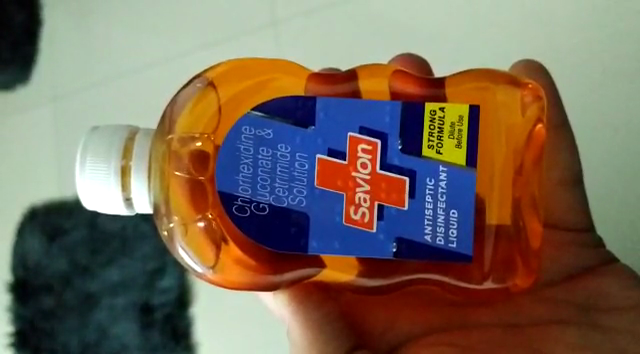 Chlorhexidine
Gluconate &
Cetrimide
Solution
Savlon
STRONG
FORMULA
Dilute
Before Use
ANTISEPTIC
DISINFECTANT
LIQUID